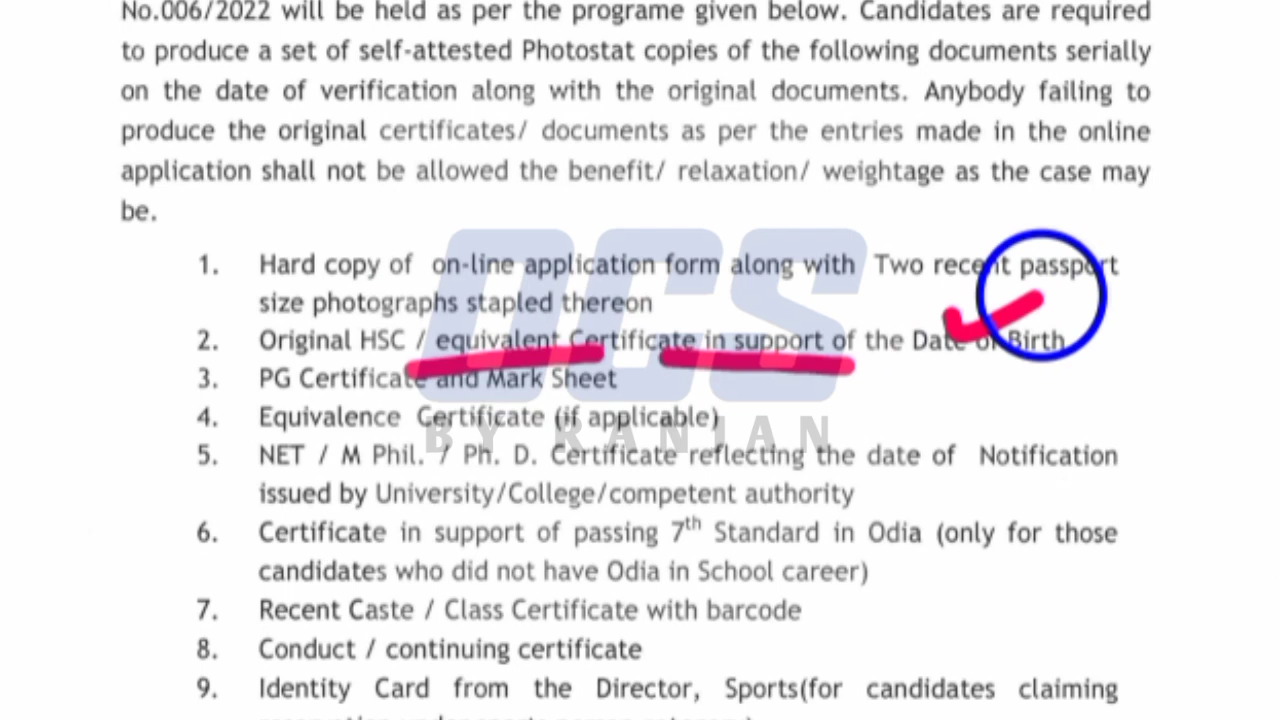 No.006/2022 will be held as per the programe given below. Candidates are required
to produce a set of self-attested Photostat copies of the following documents serially
on the date of verification along with the original documents. Anybody failing to
produce the original certificates/ documents as per the entries made in the online
application shall not be allowed the benefit/ relaxation/ weightage as the case may
be.
1. Hard copy of on-line application form along with Two recent passport
size photographs stapled thereon
2. Original HSC / equivalent Certificate in support of the Date of Birth
3. PG Certificate and Mark Sheet
4. Equivalence Certificate (if applicable)
5. NET / M Phil. / Ph. D. Certificate reflecting the date of Notification
issued by University/College/competent authority
6. Certificate in support of passing 7th Standard in Odia (only for those
candidates who did not have Odia in School career)
7. Recent Caste / Class Certificate with barcode
8. Conduct / continuing certificate
9. Identity Card from the Director, Sports(for candidates claiming
OCS
BY RANJAN